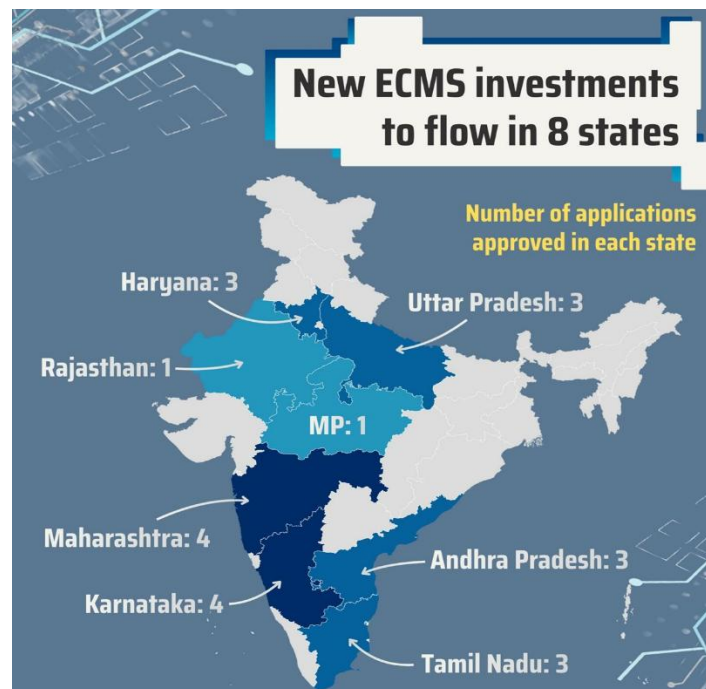 New ECMS investments
to flow in 8 states
Number of applications
approved in each state
Haryana: 3
Uttar Pradesh: 3
Rajasthan: 1
MP: 1
Maharashtra: 4
Andhra Pradesh: 3
Karnataka: 4
Tamil Nadu: 3